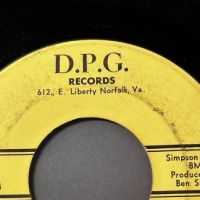 D.P.G.
RECORDS
612,, E. Liberty Norfolk, Va.
Simpson
BM
Produc
Ben S